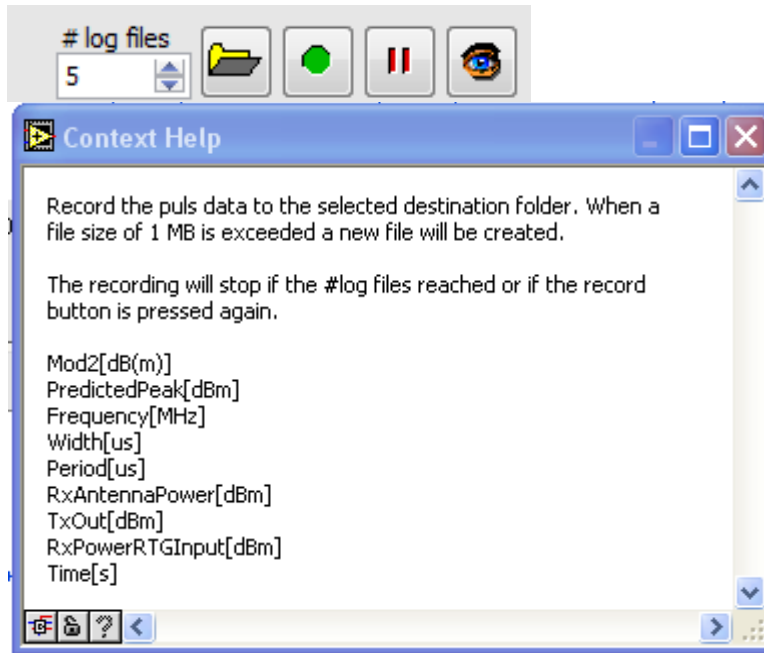 # log files
5
Context Help
Record the puls data to the selected destination folder. When a
file size of 1 MB is exceeded a new file will be created.
The recording will stop if the #log files reached or if the record
button is pressed again.
Mod2[dB(m)]
PredictedPeak[dBm]
Frequency[MHz]
Width[us]
Period[us]
RxAntennaPower[dBm]
TxOut[dBm]
RxPowerRTGInput[dBm]
Time[s]
?